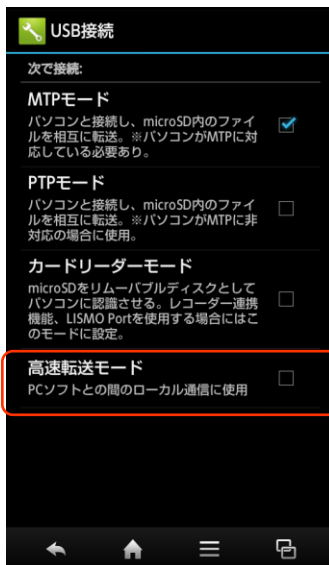 USB接続
次で接続:
MTPモード
パソコンと接続し、microSD内のファイ
ルを相互に転送。※パソコンがMTPに対
応している必要あり。
PTPモード
パソコンと接続し、microSD内のファイ
ルを相互に転送。※パソコンがMTPに非
対応の場合に使用。
カードリーダーモード
microSDをリムーバブルディスクとして
パソコンに認識させる。レコーダー連携
機能、LISMO Portを使用する場合にはこ
のモードに設定。
高速転送モード
PCソフトとの間のローカル通信に使用